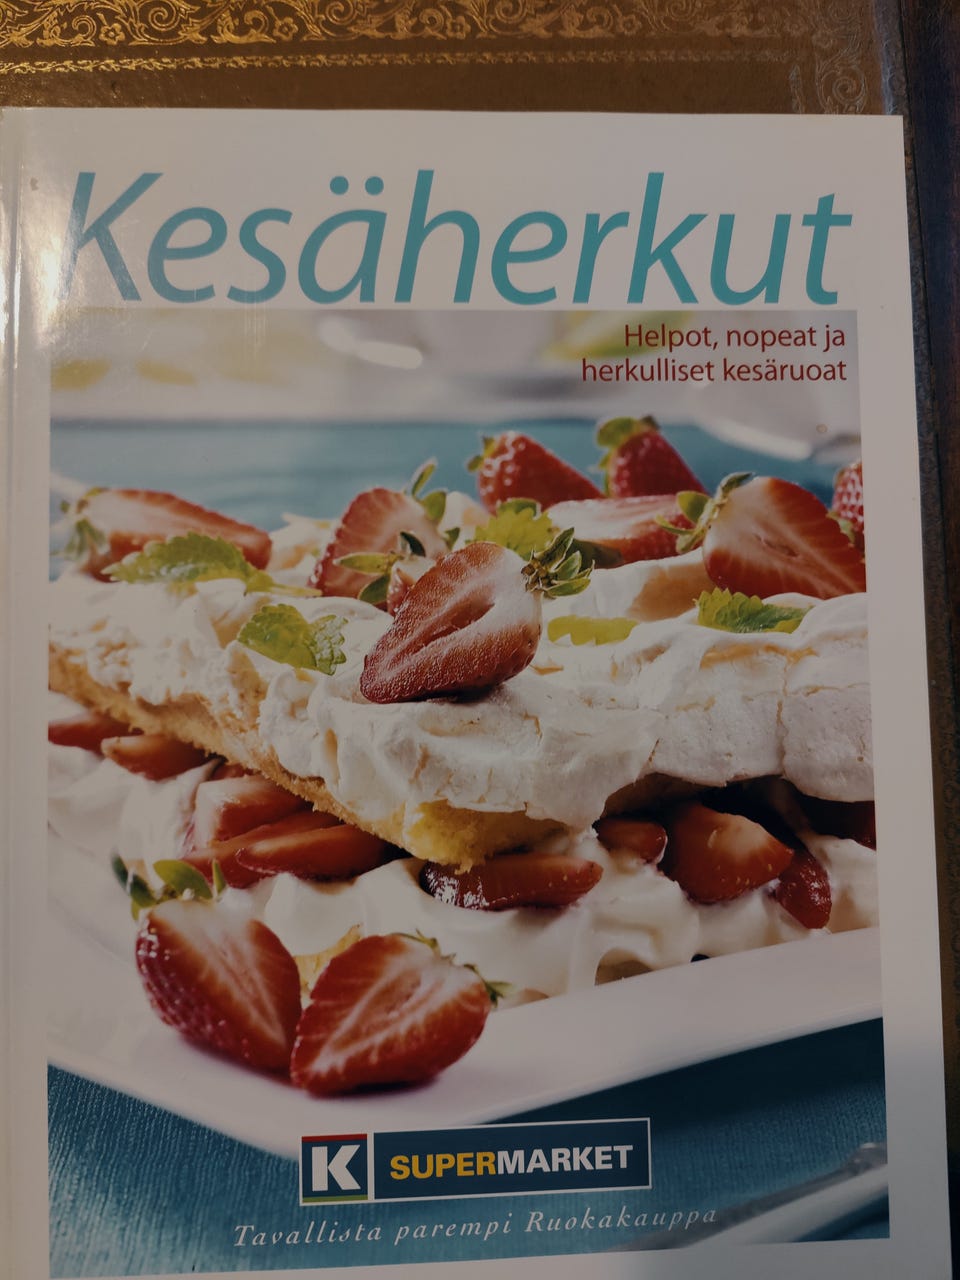 Kesäherkut
Helpot, nopeat ja
herkulliset kesäruoat
K SUPERMARKET
Tavallista parempi Ruokakauppa